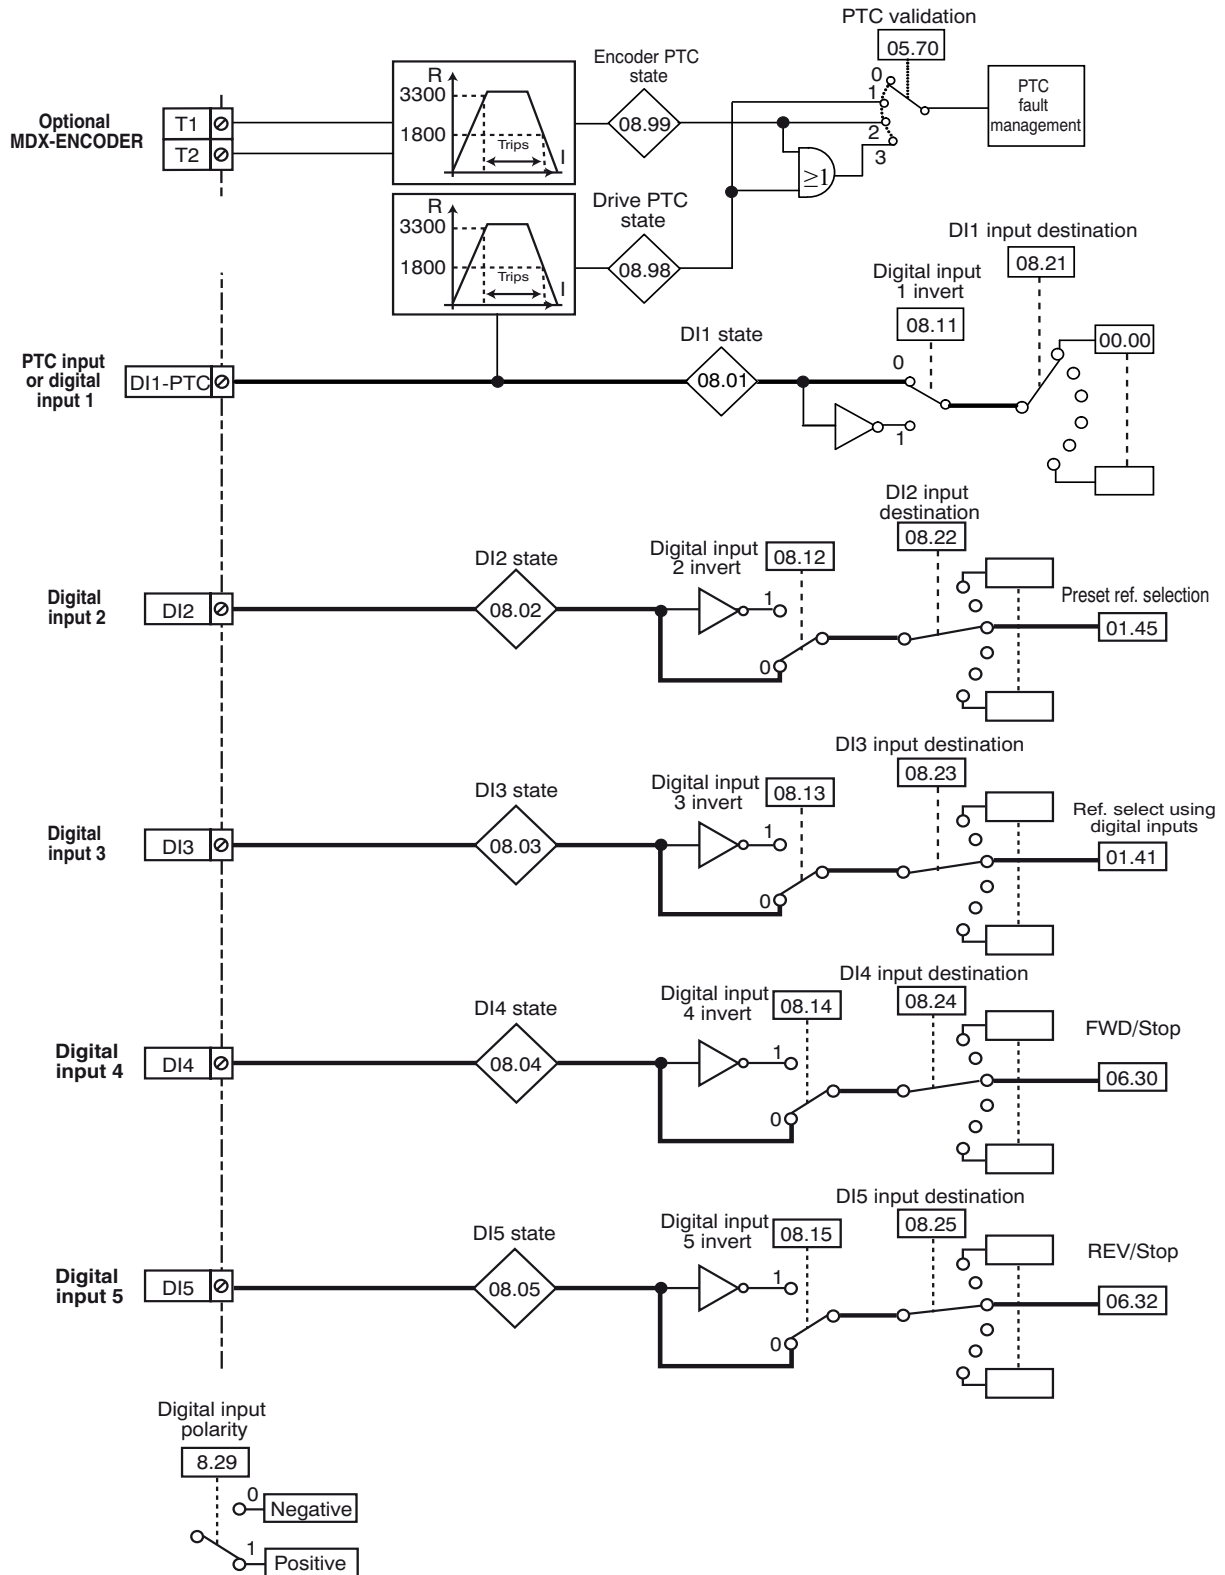 PTC validation
05.70
Encoder PTC
state
R
3300
1800
Trips
I
08.99
0
1
2
3
PTC
fault
management
Optional
MDX-ENCODER
T1
T2
≥1
Drive PTC
state
R
3300
1800
Trips
I
08.98
DI1 input destination
08.21
Digital input
1 invert
08.11
00.00
DI1 state
PTC input
or digital
input 1
DI1-PTC
08.01
0
1
DI2 input
destination
08.22
Digital input
2 invert
08.12
DI2 state
Digital
input 2
DI2
08.02
1
0
Preset ref. selection
01.45
DI3 input destination
08.23
Digital input
3 invert
08.13
DI3 state
Digital
input 3
DI3
08.03
1
0
Ref. select using
digital inputs
01.41
DI4 input destination
08.24
Digital input
4 invert
08.14
DI4 state
Digital
input 4
DI4
08.04
1
0
FWD/Stop
06.30
DI5 input destination
08.25
Digital input
5 invert
08.15
DI5 state
Digital
input 5
DI5
08.05
1
0
REV/Stop
06.32
Digital input
polarity
8.29
0
Negative
1
Positive